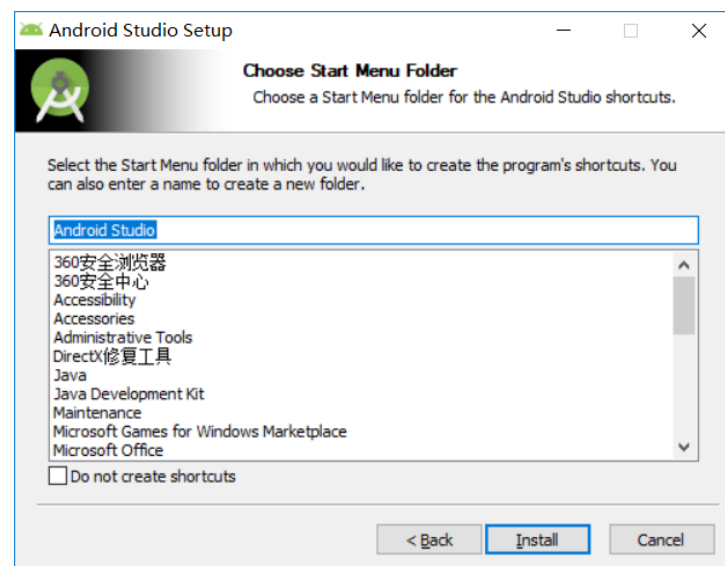 Android Studio Setup
Choose Start Menu Folder
Choose a Start Menu folder for the Android Studio shortcuts.
Select the Start Menu folder in which you would like to create the program's shortcuts. You
can also enter a name to create a new folder.
Android Studio
360安全浏览器
360安全中心
Accessibility
Accessories
Administrative Tools
DirectX修复工具
Java
Java Development Kit
Maintenance
Microsoft Games for Windows Marketplace
Microsoft Office
Do not create shortcuts
< Back
Install
Cancel